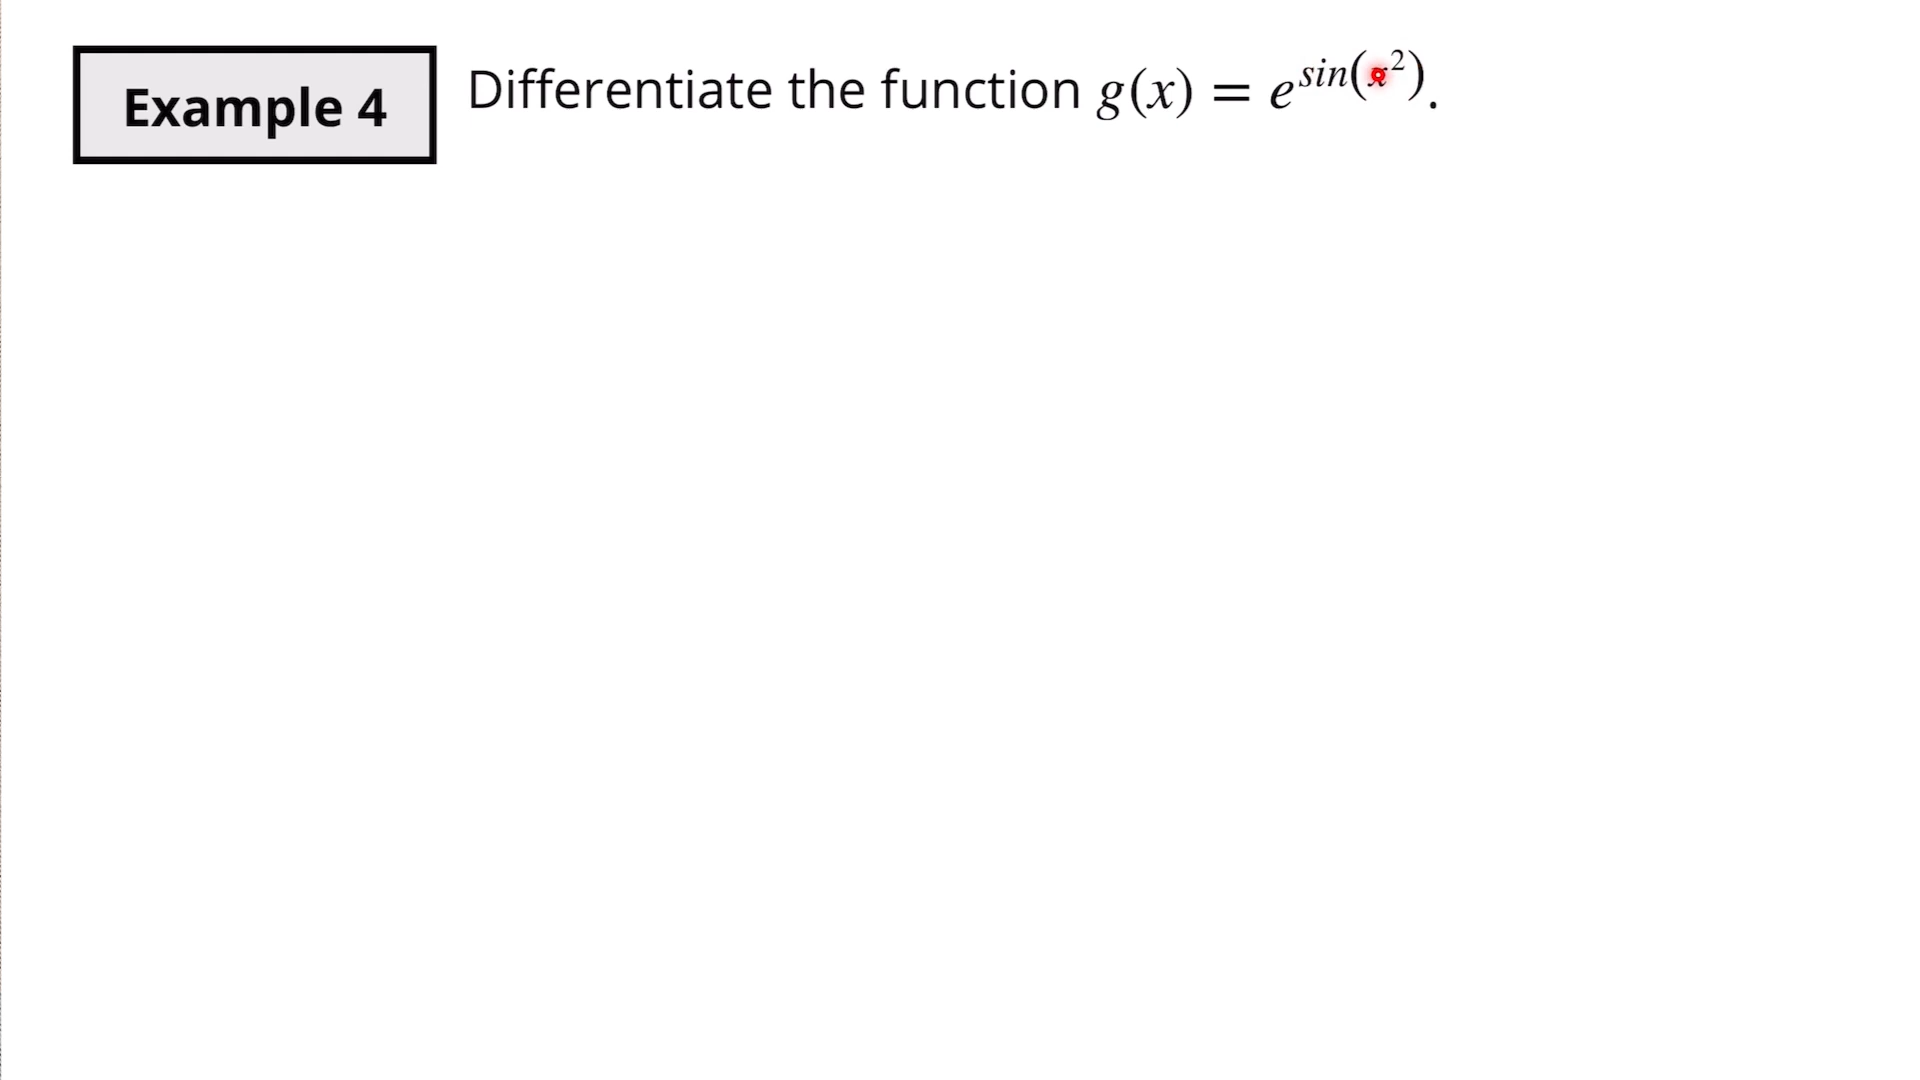 Example 4
Differentiate the function g(x) = e^{sin(x^2)}.